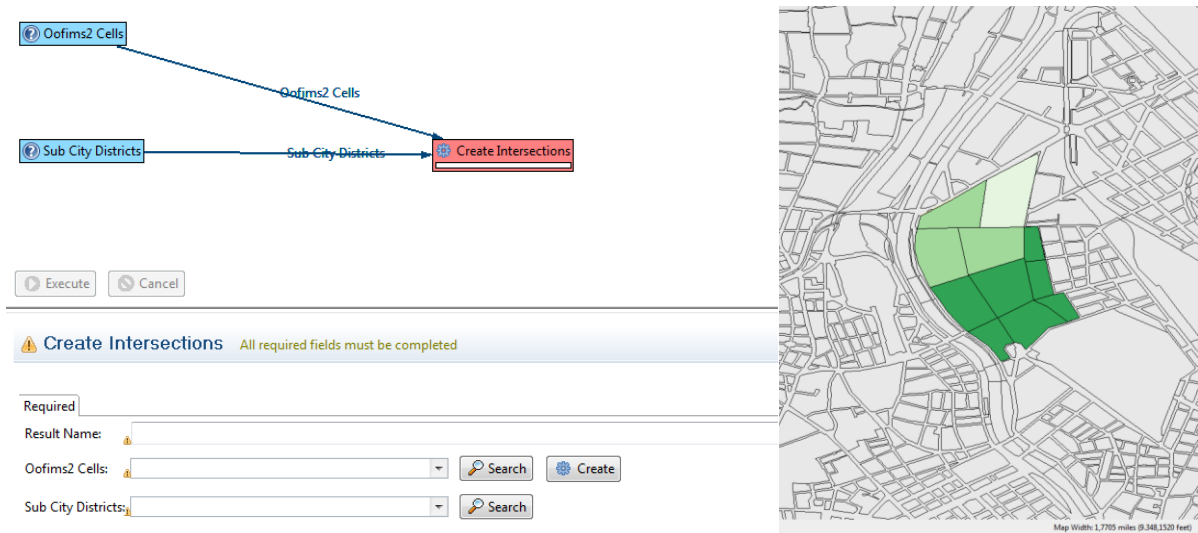 Oofims2 Cells
Oofims2 Cells
Sub City Districts
Sub City Districts
Create Intersections
Execute
Cancel
Create Intersections
All required fields must be completed
Required
Result Name:
Oofims2 Cells:
Search
Create
Sub City Districts:
Search
Map Width: 1,7705 miles (9.348,1520 feet)